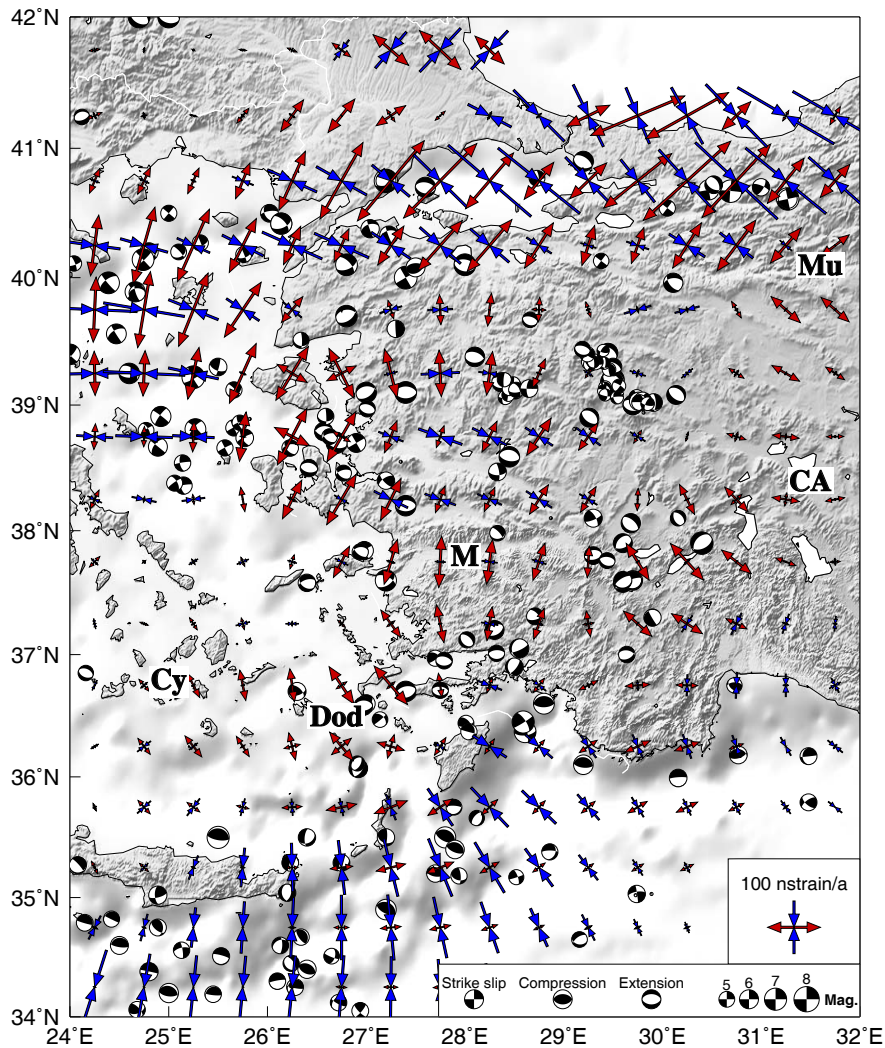 42˚N
41˚N
Mu
40˚N
39˚N
CA
38˚N
M
37˚N
Cy
Dod
36˚N
35˚N
100 nstrain/a
Strike slip Compression Extension 5 6 7 8 Mag.
34˚N
24˚E 25˚E 26˚E 27˚E 28˚E 29˚E 30˚E 31˚E 32˚E